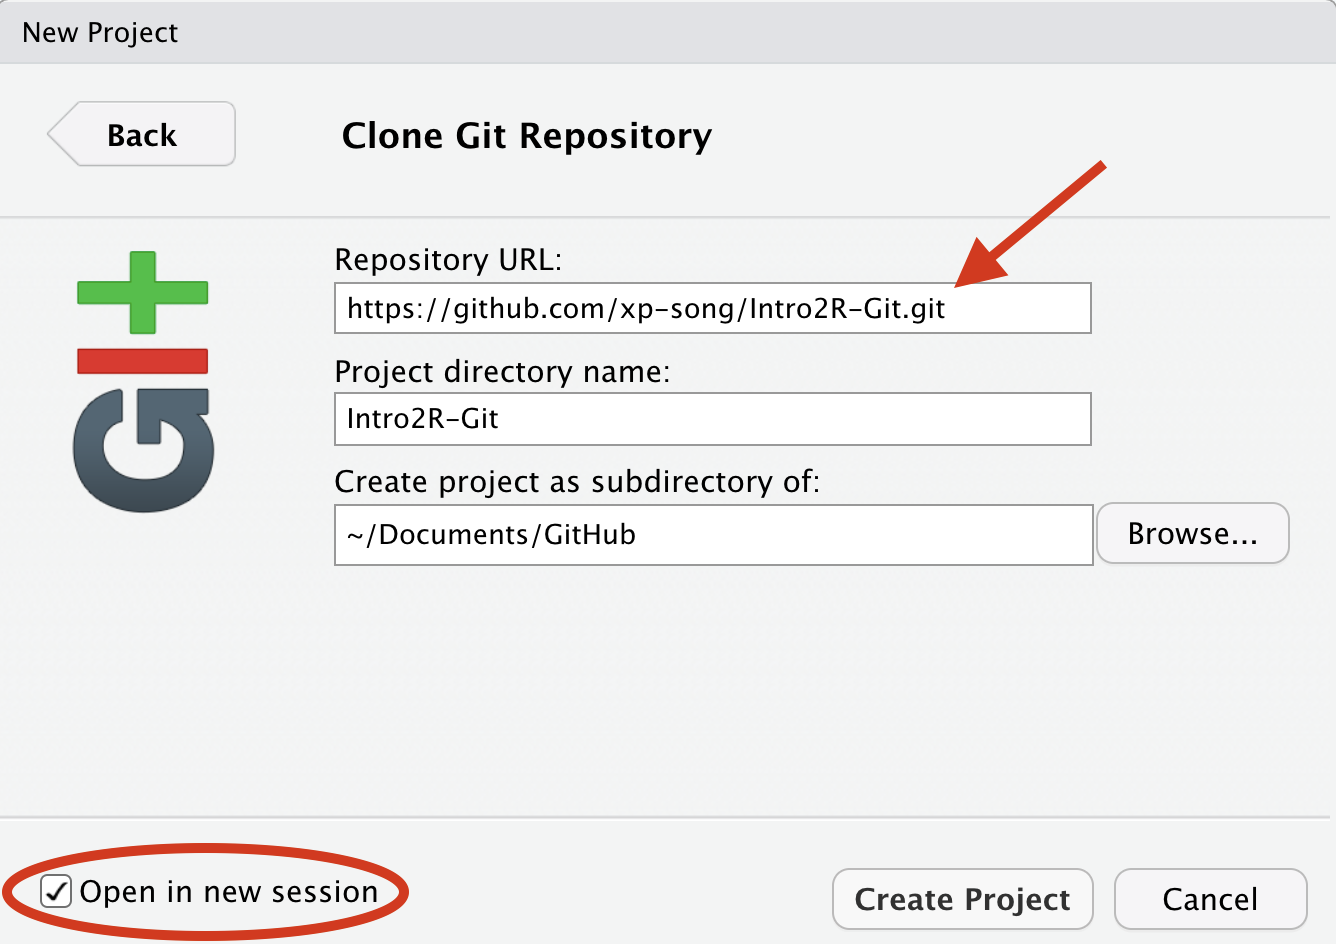 New Project
Back
Clone Git Repository
Repository URL:
https://github.com/xp-song/Intro2R-Git.git
Project directory name:
Intro2R-Git
Create project as subdirectory of:
~/Documents/GitHub
Browse...
GIT
Open in new session
Create Project
Cancel